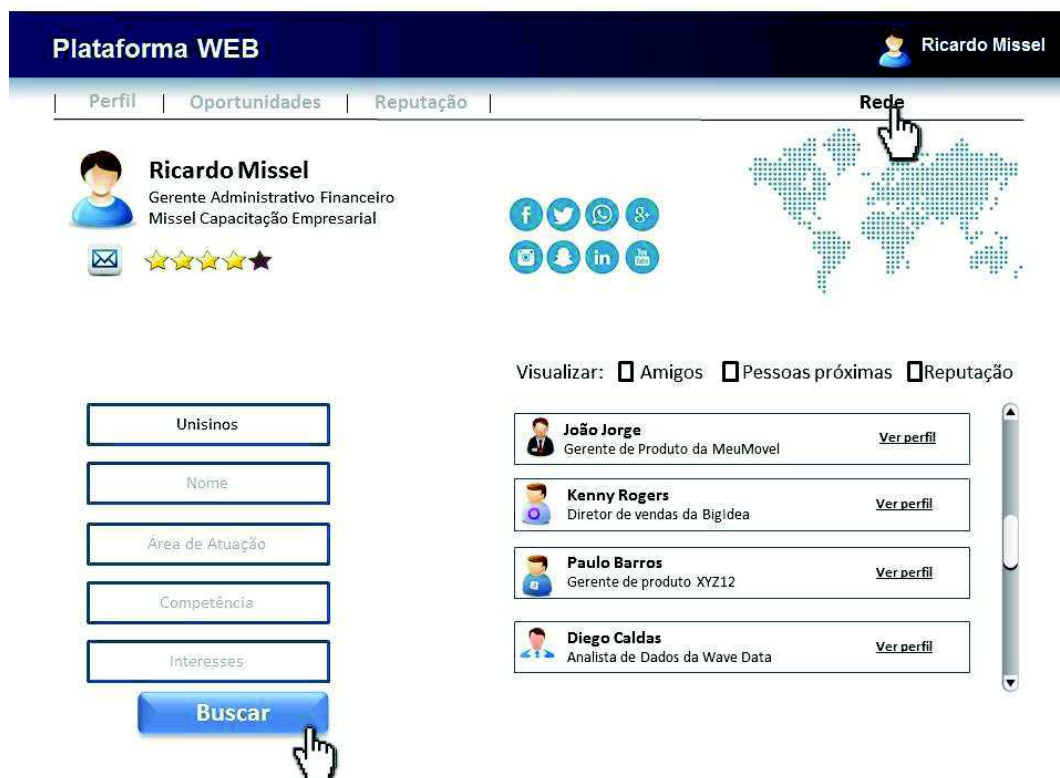 Plataforma WEB
Ricardo Missel
Perfil | Oportunidades | Reputação |
Rede
Ricardo Missel
Gerente Administrativo Financeiro
Missel Capacitação Empresarial
Visualizar: Amigos Pessoas próximas Reputação
Unisinos
Nome
Área de Atuação
Competência
Interesses
Buscar
João Jorge
Gerente de Produto da MeuMovel
Ver perfil
Kenny Rogers
Diretor de vendas da BigIdea
Ver perfil
Paulo Barros
Gerente de produto XYZ12
Ver perfil
Diego Caldas
Analista de Dados da Wave Data
Ver perfil